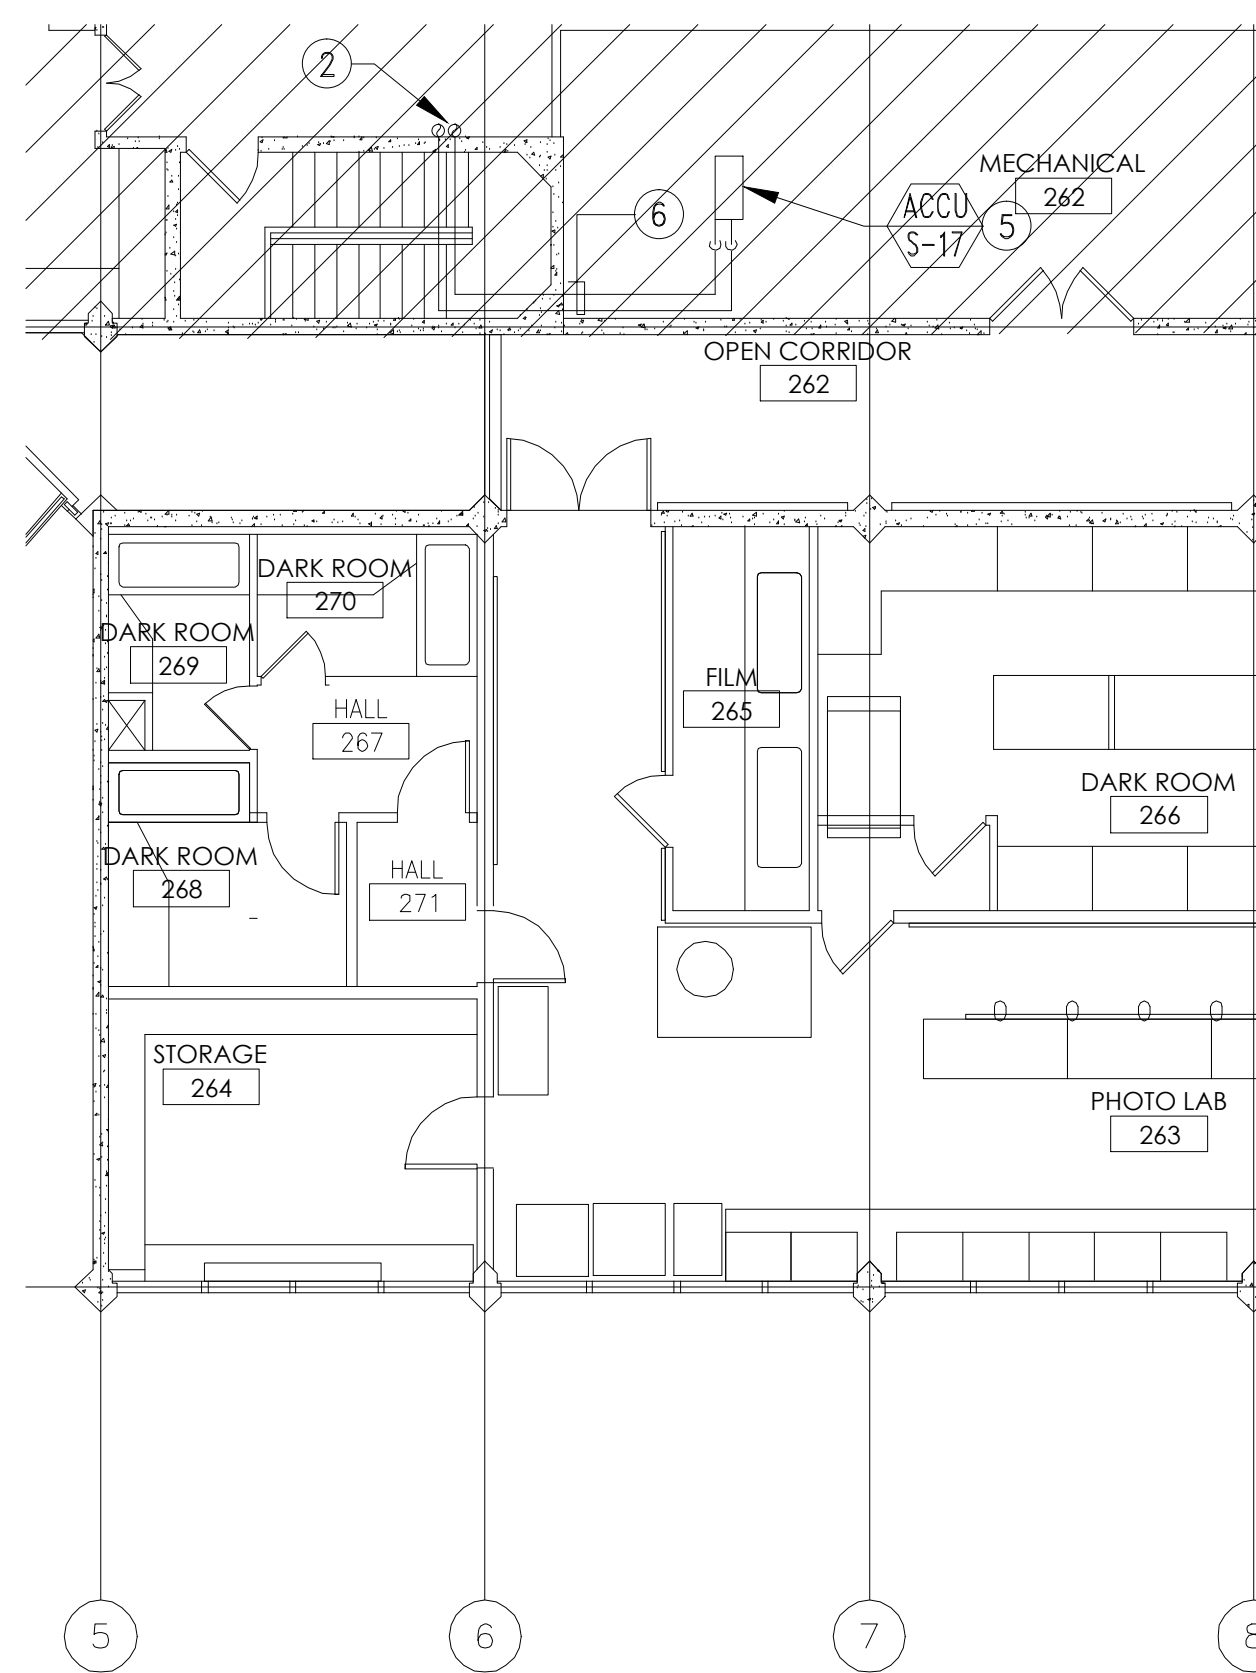 2
MECHANICAL
262
6
ACCU
S-17
5
OPEN CORRIDOR
262
DARK ROOM
270
DARK ROOM
269
HALL
267
FILM
265
DARK ROOM
266
DARK ROOM
268
HALL
271
STORAGE
264
PHOTO LAB
263
5
6
7
8